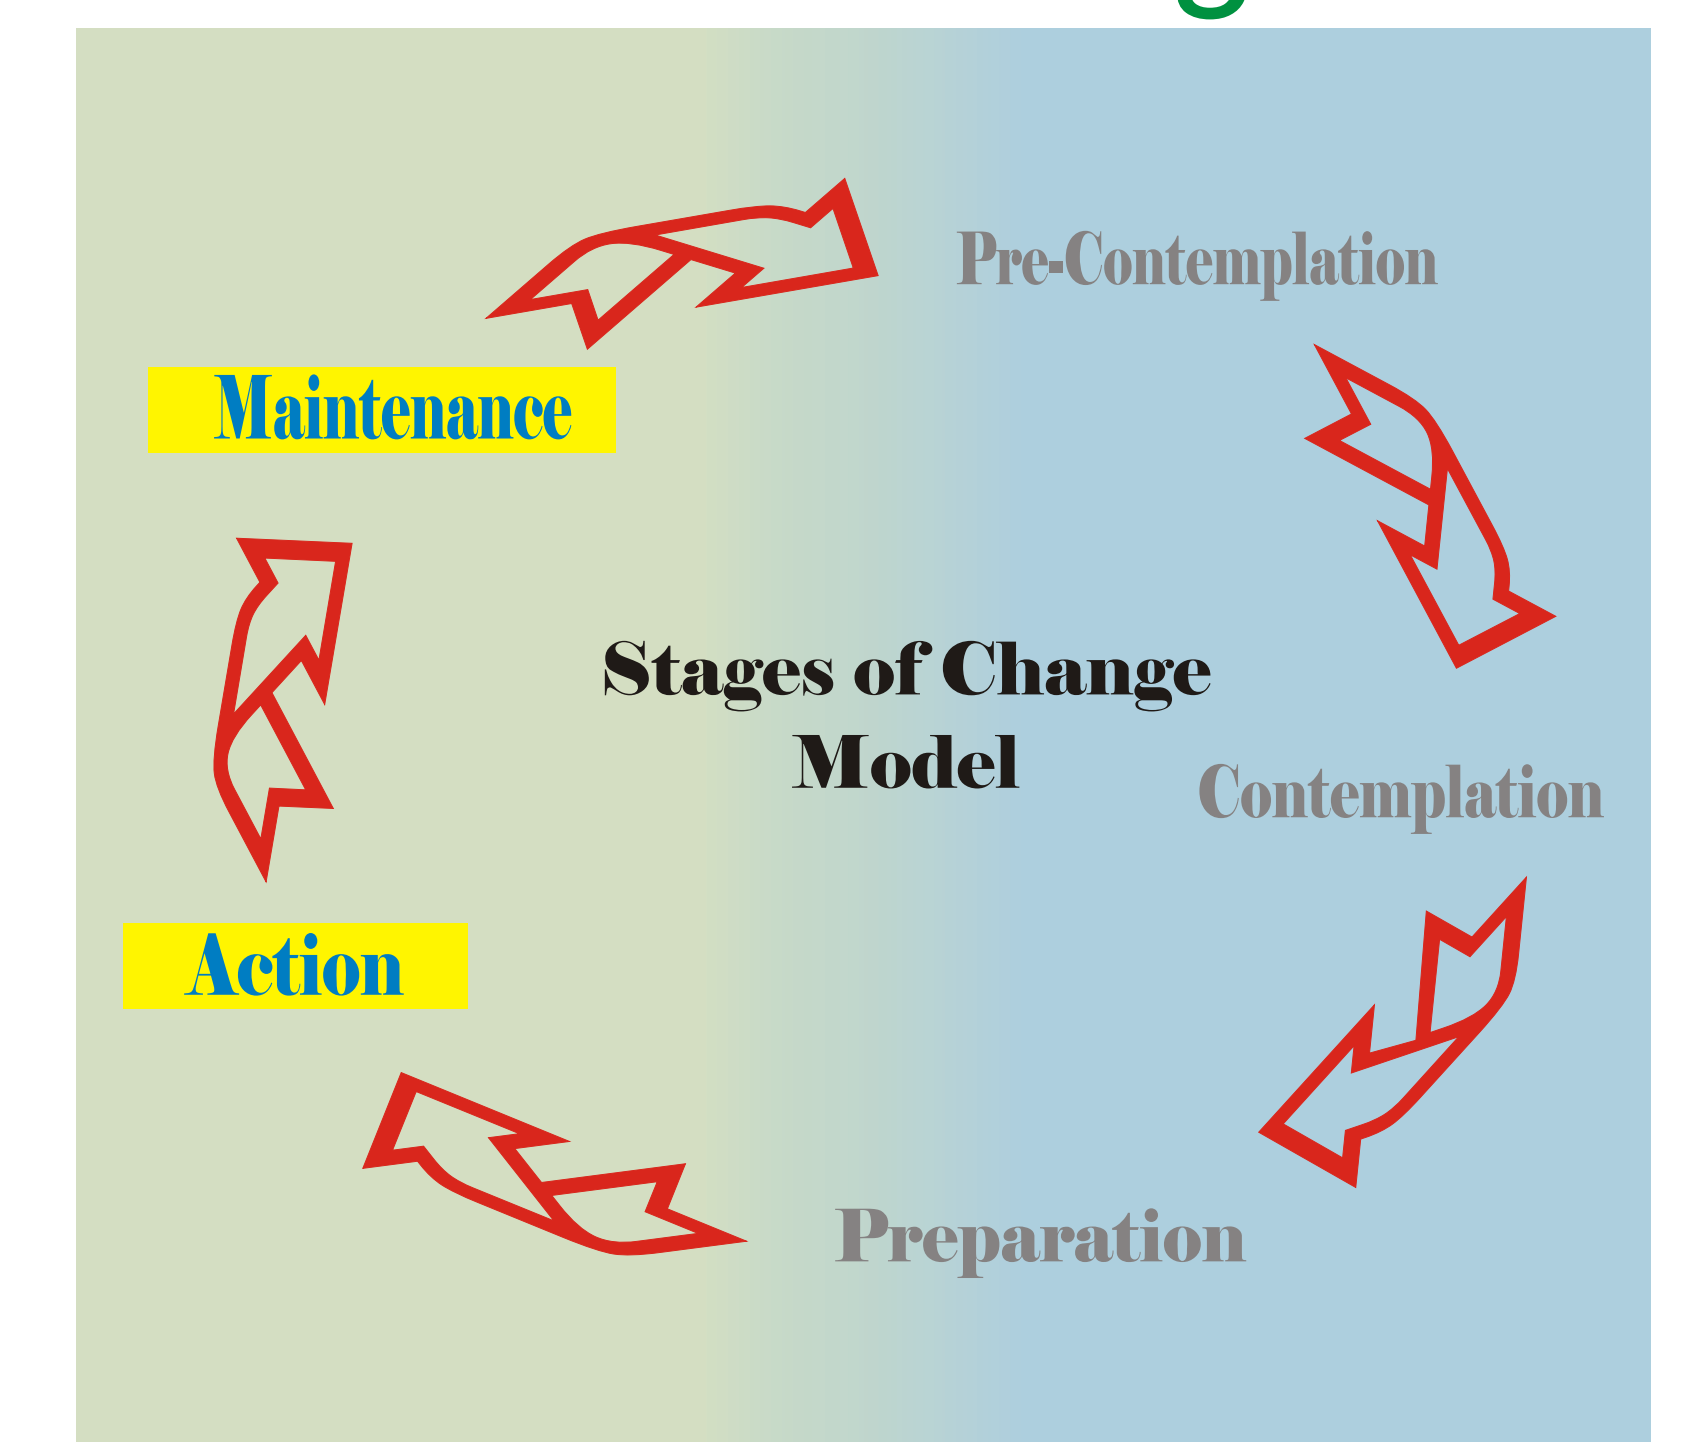 Pre-Contemplation
Maintenance
Stages of Change
Model
Contemplation
Action
Preparation